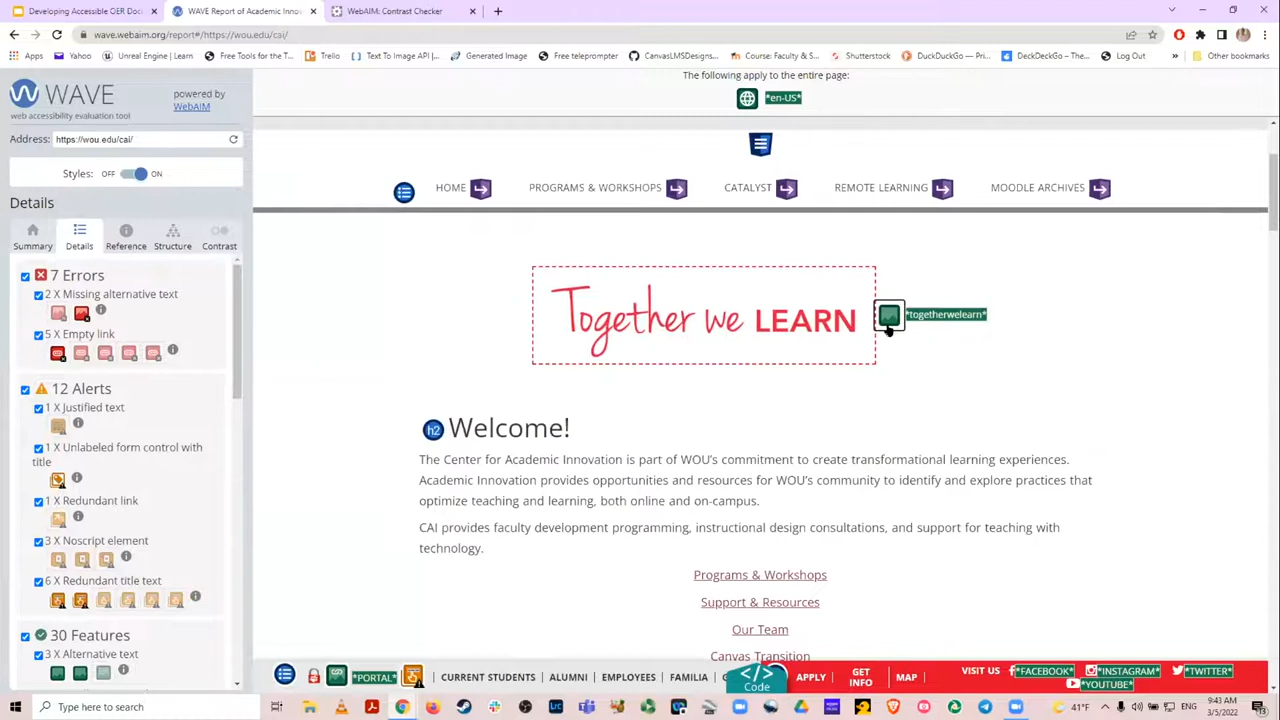 Developing Accessible OER Doc
WAVE Report of Academic Inno
WebAIM: Contrast Checker
wave.webaim.org/report#/https://wou.edu/cai/
Apps
Yahoo
Unreal Engine | Learn
Free Tools for the T...
Trello
Text To Image API |...
Generated Image
Free teleprompter
CanvasLMSDesigns...
Course: Faculty & S...
Shutterstock
DuckDuckGo — Pri...
DeckDeckGo – The...
Log Out
»
Other bookmarks
WAVE
web accessibility evaluation tool
powered by
WebAIM
Address: https://wou.edu/cai/
Styles: OFF ON
Details
Summary Details Reference Structure Contrast
7 Errors
2 X Missing alternative text
5 X Empty link
12 Alerts
1 X Justified text
1 X Unlabeled form control with
title
1 X Redundant link
3 X Noscript element
6 X Redundant title text
30 Features
3 X Alternative text
The following apply to the entire page:
*en-US*
HOME PROGRAMS & WORKSHOPS CATALYST REMOTE LEARNING MOODLE ARCHIVES
Together we LEARN
*togetherwelearn*
h2 Welcome!
The Center for Academic Innovation is part of WOU's commitment to create transformational learning experiences.
Academic Innovation provides opportunities and resources for WOU's community to identify and explore practices that
optimize teaching and learning, both online and on-campus.
CAI provides faculty development programming, instructional design consultations, and support for teaching with
technology.
Programs & Workshops
Support & Resources
Our Team
Canvas Transition
*PORTAL* CURRENT STUDENTS | ALUMNI | EMPLOYEES | FAMILIA |
</> Code
APPLY | GET INFO | MAP |
VISIT US *FACEBOOK* *INSTAGRAM* *TWITTER*
*YOUTUBE*
Type here to search
41°F
ENG
9:43 AM
3/5/2022